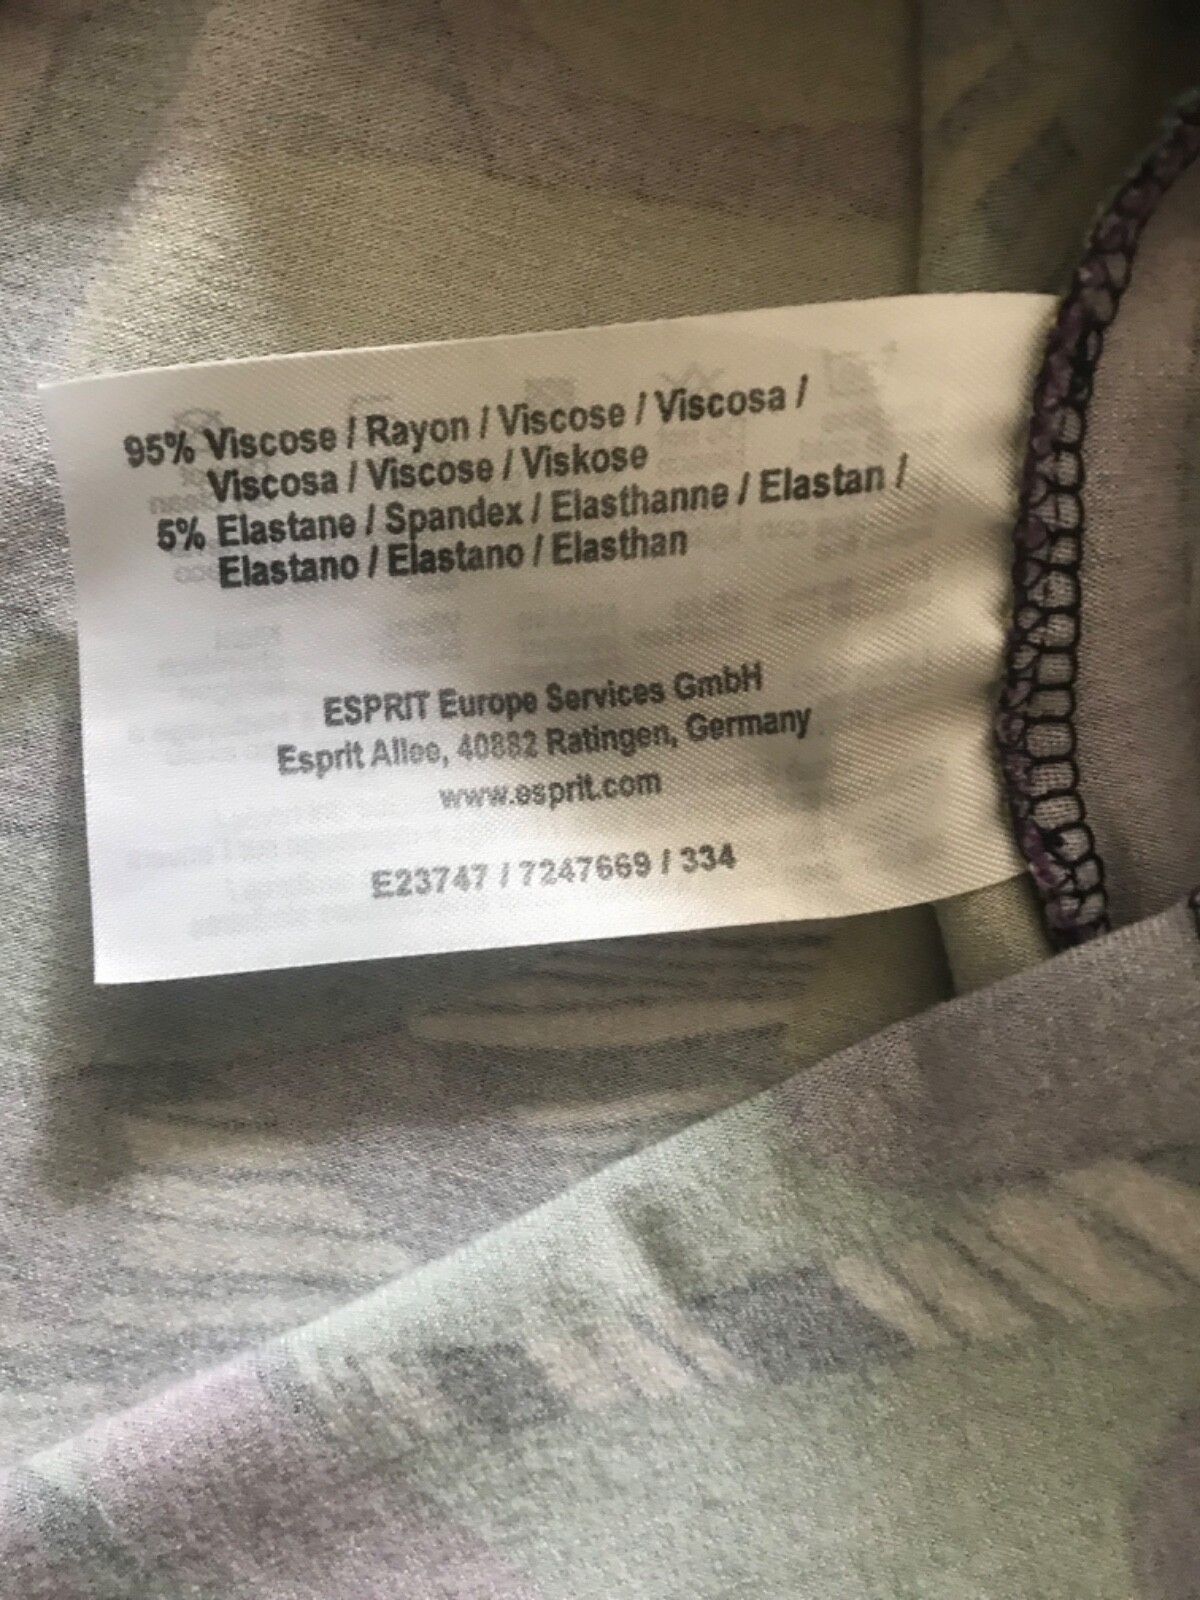 95% Viscose / Rayon / Viscose / Viscosa /
Viscosa / Viscose / Viskose
5% Elastane / Spandex / Elasthanne / Elastan /
Elastano / Elastano / Elasthan
ESPRIT Europe Services GmbH
Esprit Allee, 40882 Ratingen, Germany
www.esprit.com
E23747 / 7247669 / 334